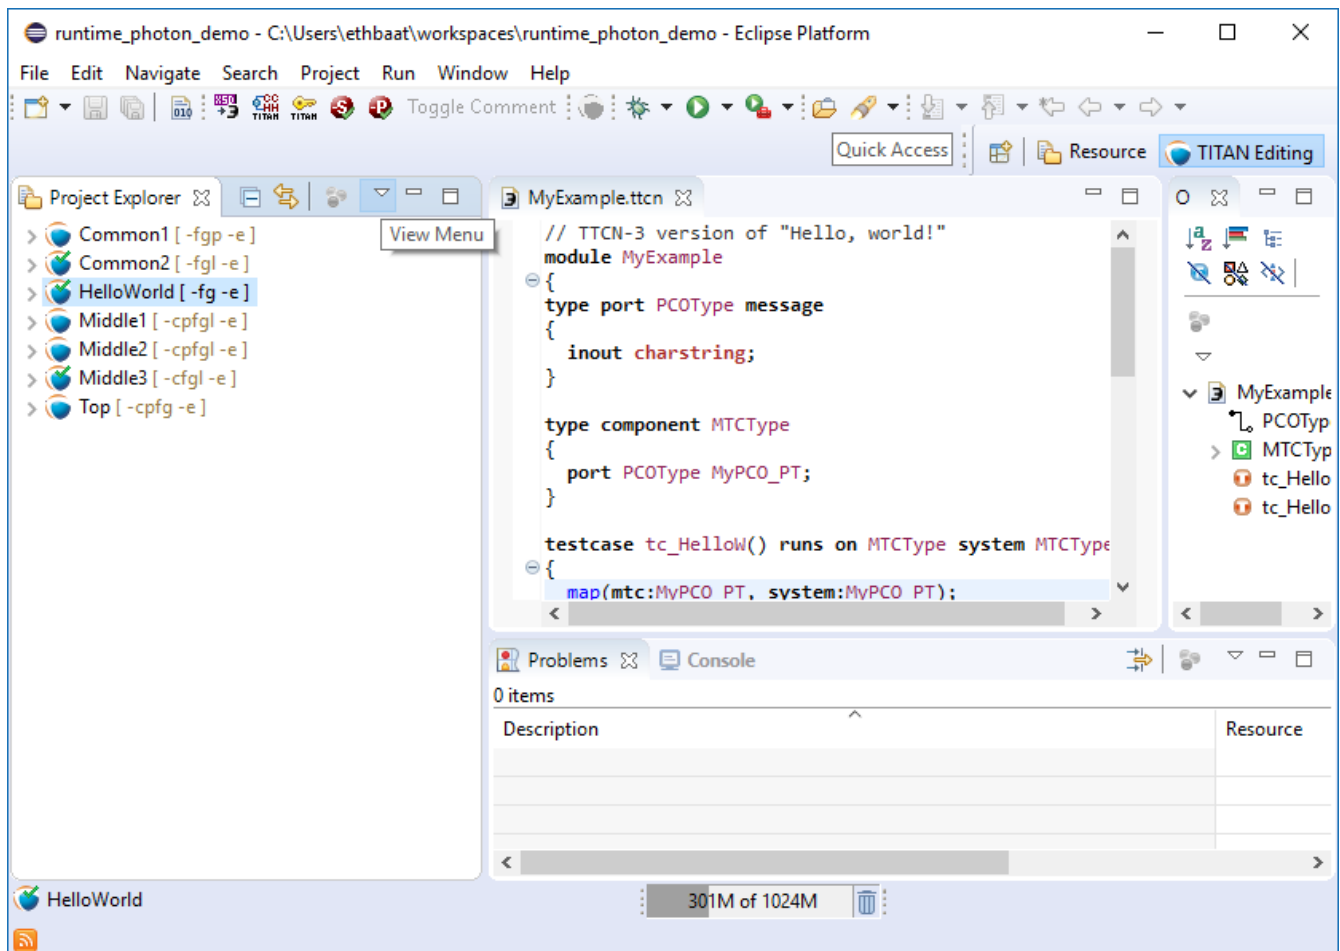 runtime_photon_demo - C:\Users\ethbaat\workspaces\runtime_photon_demo - Eclipse Platform
File Edit Navigate Search Project Run Window Help
Toggle Comment
Quick Access Resource TITAN Editing
Project Explorer
View Menu
Common1 [ -fgp -e ]
Common2 [ -fgl -e ]
HelloWorld [ -fg -e ]
Middle1 [ -cpfgl -e ]
Middle2 [ -cpfgl -e ]
Middle3 [ -cfgl -e ]
Top [ -cpfg -e ]
MyExample.ttcn
// TTCN-3 version of "Hello, world!"
module MyExample
{
type port PCOType message
{
inout charstring;
}
type component MTCType
{
port PCOType MyPCO_PT;
}
testcase tc_HelloW() runs on MTCType system MTCType
{
map(mtc:MyPCO_PT, system:MyPCO_PT);
O
MyExample
PCOTyp
MTCTyp
tc_Hello
tc_Hello
Problems Console
0 items
Description Resource
HelloWorld
301M of 1024M